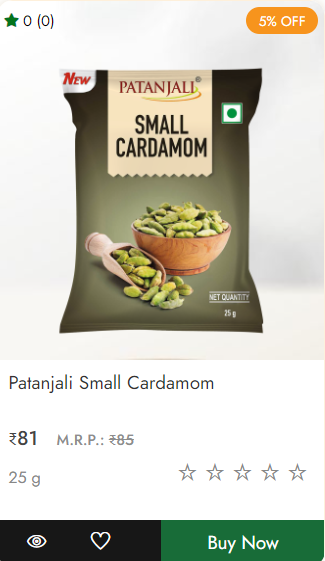 0 (0)
5% OFF
NEW
PATANJALI®
SMALL
CARDAMOM
NET QUANTITY
25 g
Patanjali Small Cardamom
₹81 M.R.P.: ₹85
25 g
Buy Now